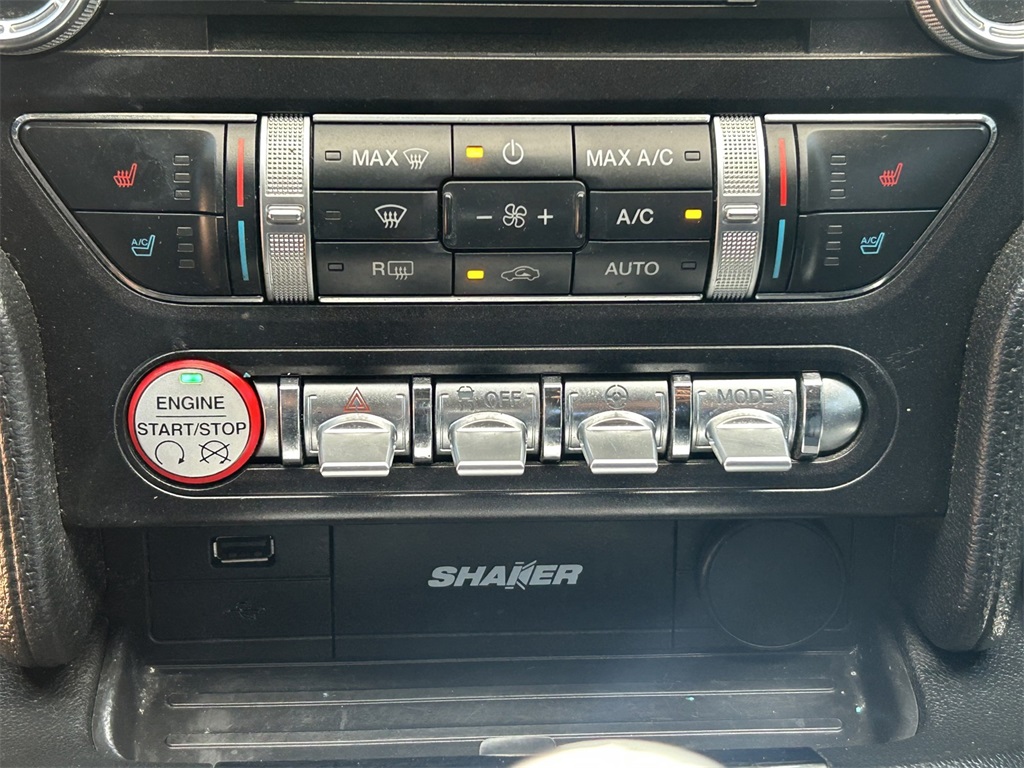 MAX
MAX A/C
A/C
A/C
A/C
R
AUTO
ENGINE
START/STOP
OFF
MODE
SHAKER